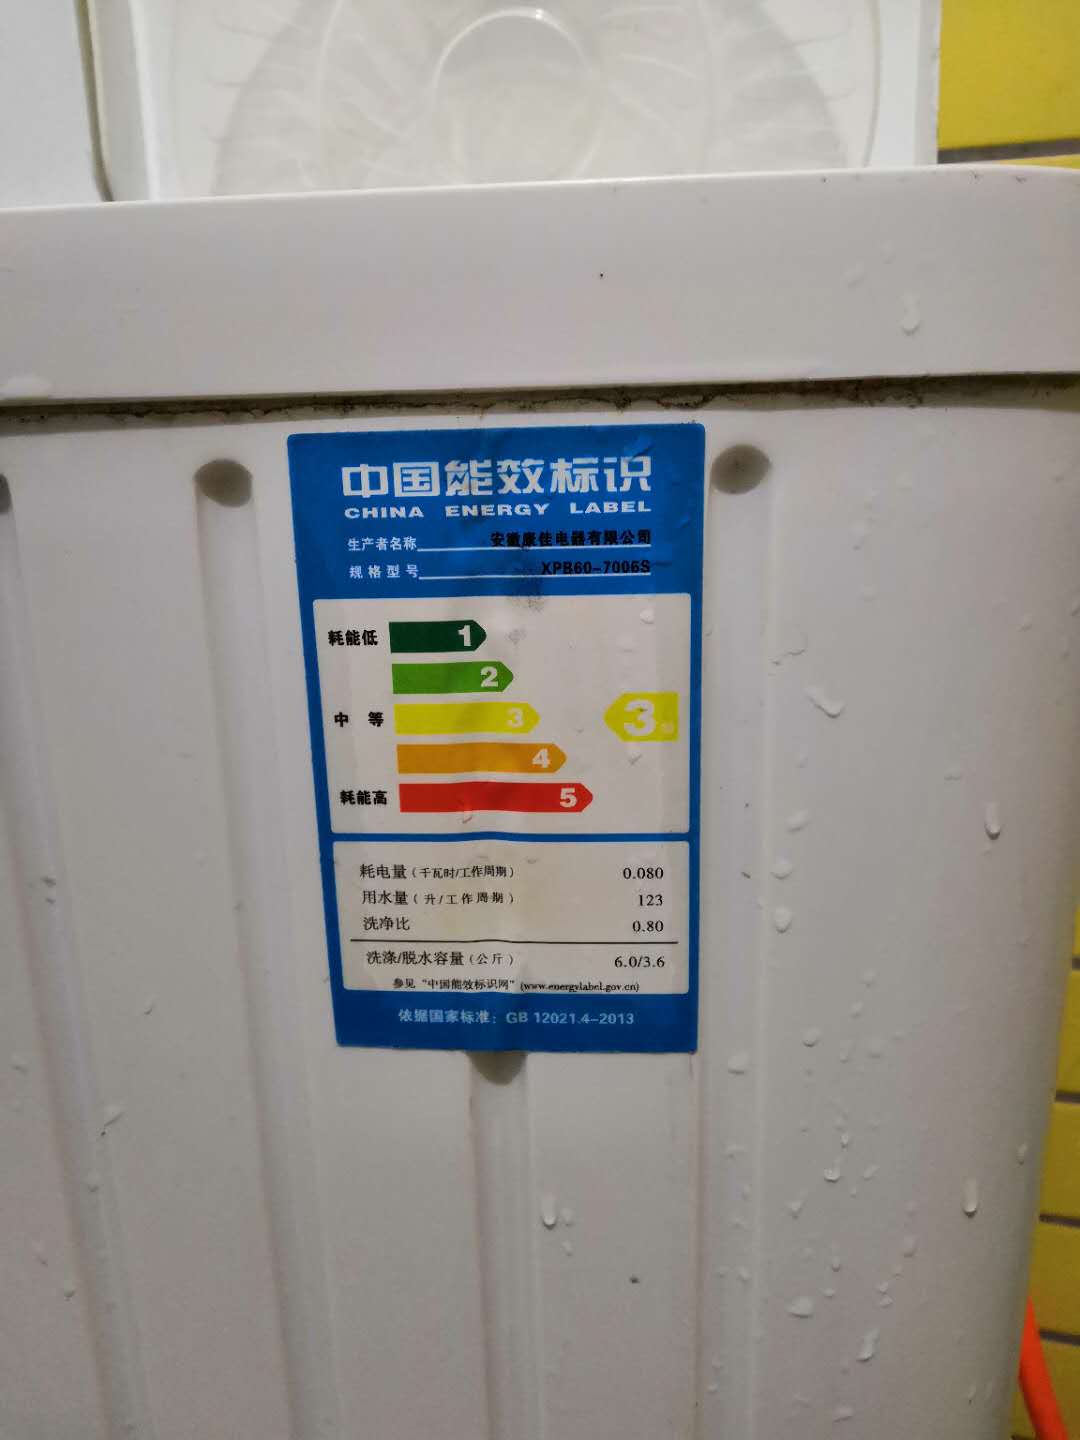 中国能效标识
CHINA ENERGY LABEL
生产者名称 安徽康佳电器有限公司
规格型号 XPB60-7006S
耗能低 1
2
中 等 3 3级
4
耗能高 5
耗电量（千瓦时/工作周期） 0.080
用水量（升/工作周期） 123
洗净比 0.80
洗涤/脱水容量（公斤） 6.0/3.6
参见“中国能效标识网”(www.energylabel.gov.cn)
依据国家标准：GB 12021.4-2013